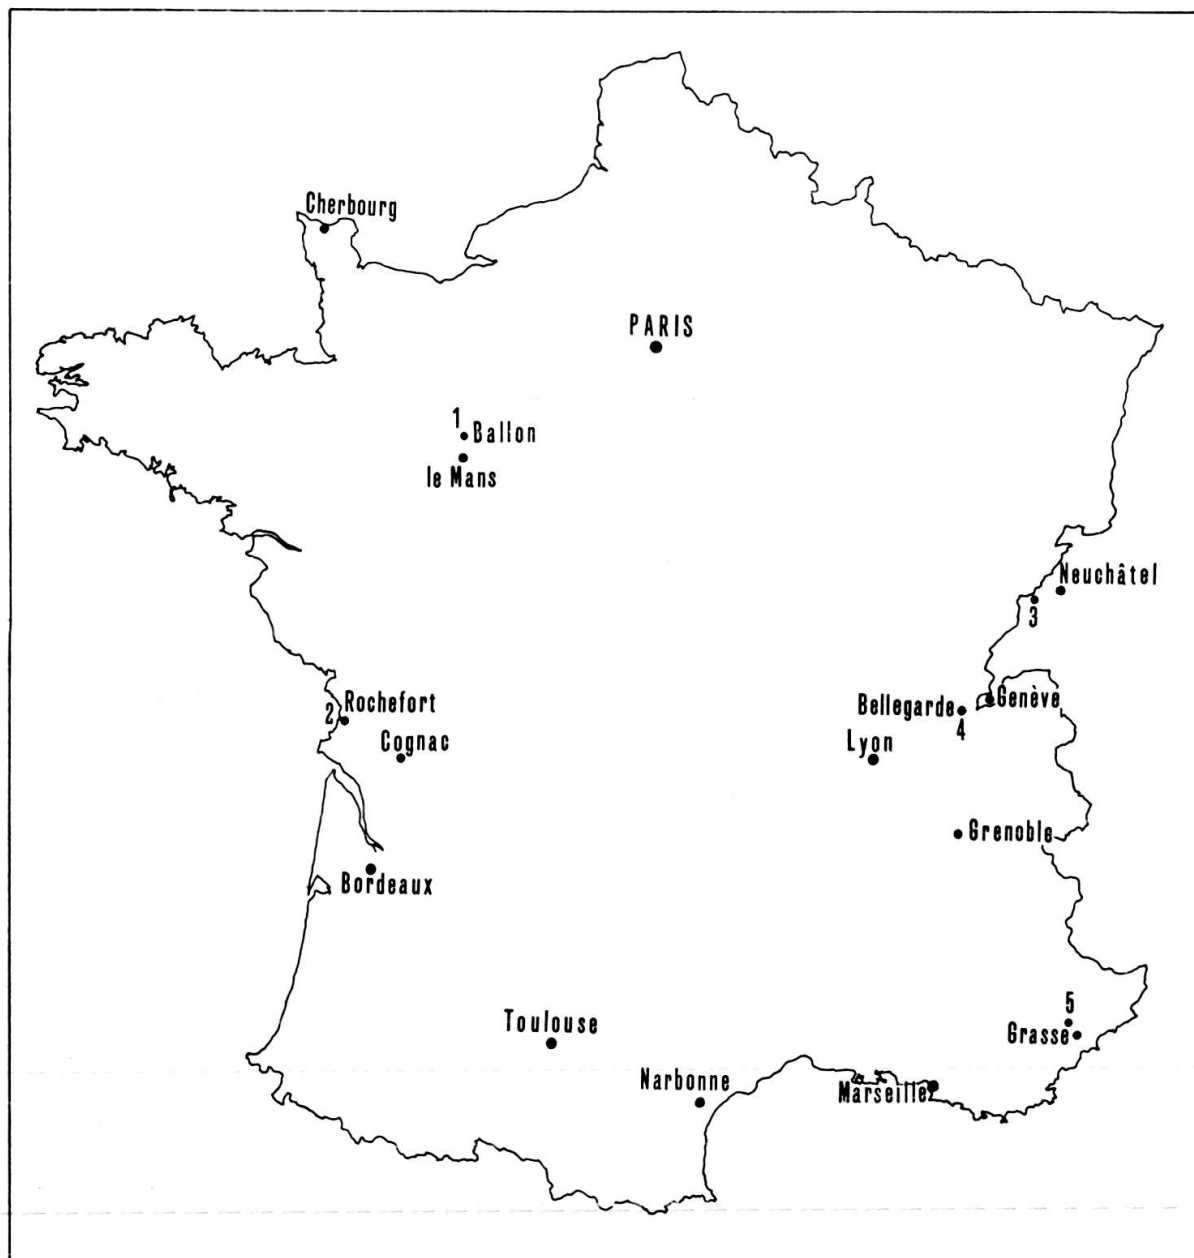 Cherbourg
PARIS
1
Ballon
le Mans
Neuchâtel
3
Genève
Bellegarde
4
2
Rochefort
Cognac
Lyon
Grenoble
Bordeaux
5
Grasse
Toulouse
Narbonne
Marseille